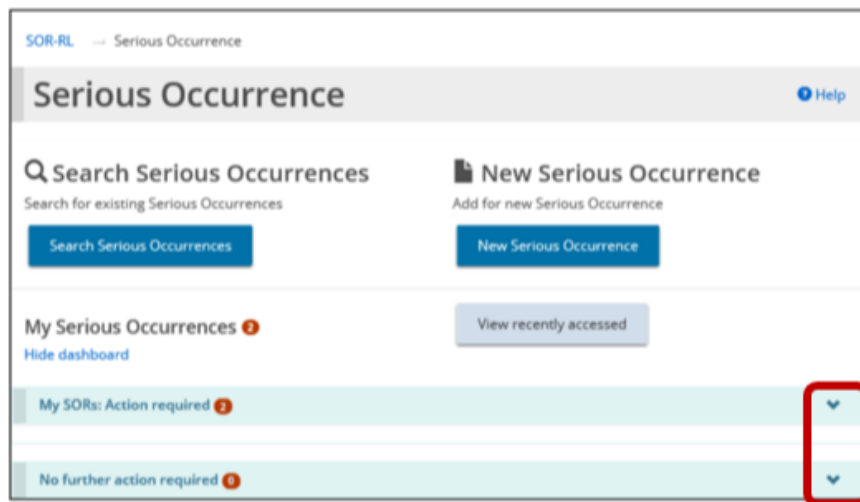 SOR-RL → Serious Occurrence
Serious Occurrence
Help
Search Serious Occurrences
Search for existing Serious Occurrences
Search Serious Occurrences
New Serious Occurrence
Add for new Serious Occurrence
New Serious Occurrence
My Serious Occurrences 2
Hide dashboard
View recently accessed
My SORs: Action required 2
No further action required 0